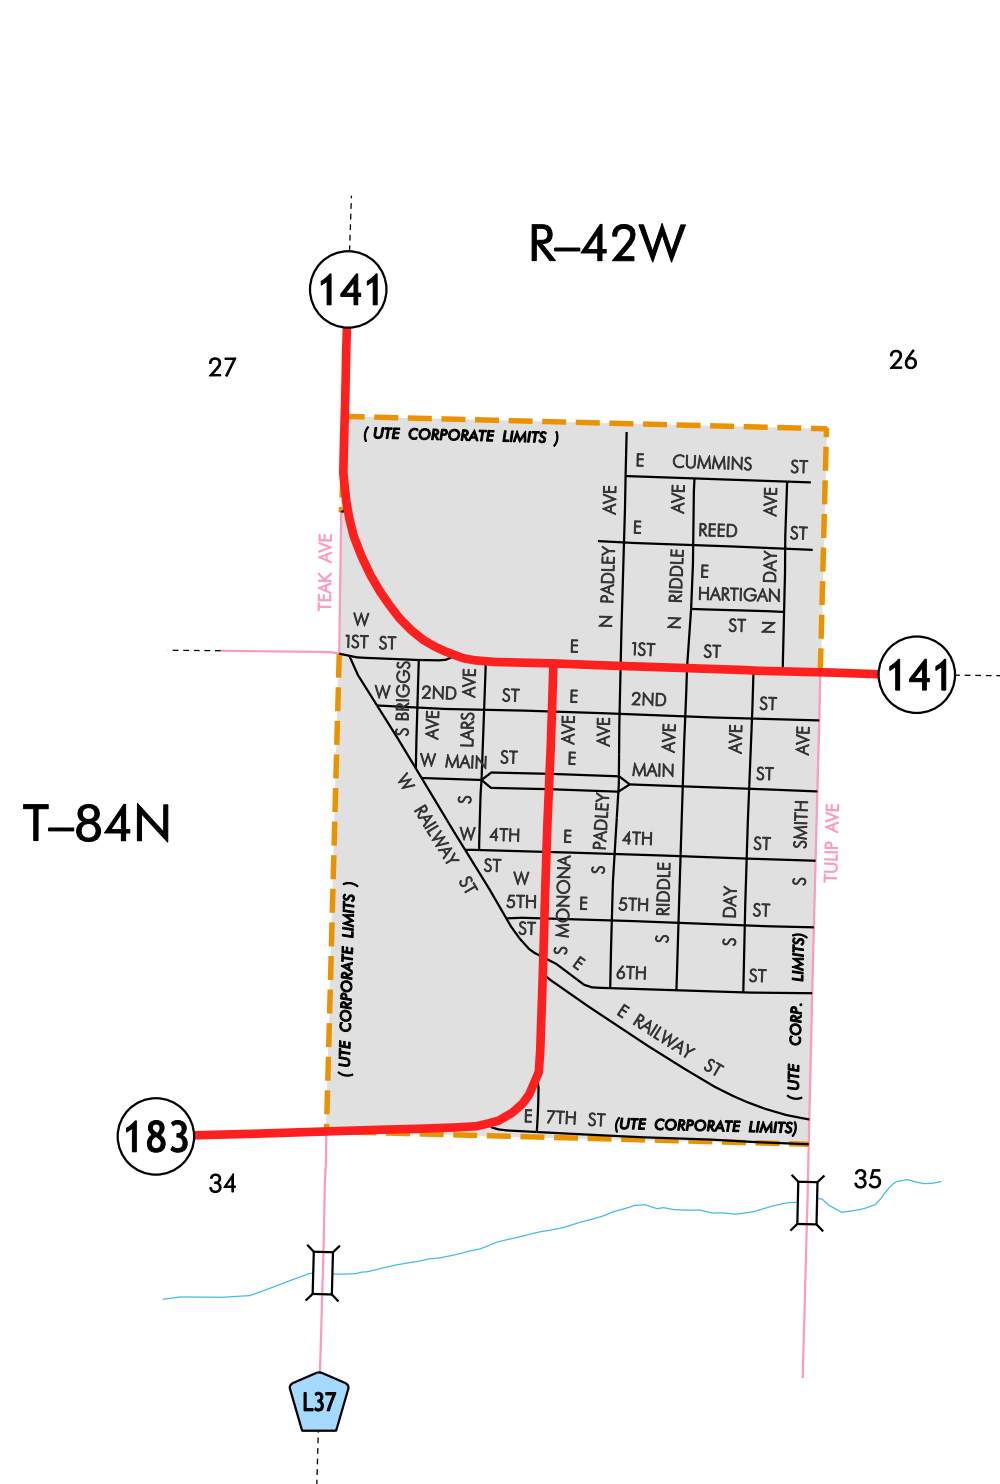 R–42W
141
27
26
( UTE CORPORATE LIMITS )
E CUMMINS ST
AVE
AVE
AVE
E REED ST
TEAK AVE
N PADLEY
N RIDDLE
N DAY
E
HARTIGAN
ST
W
1ST ST
E 1ST ST
141
W 2ND ST E 2ND ST
S BRIGGS
AVE
S LARS AVE
AVE
AVE
AVE
AVE
AVE
W MAIN ST E MAIN ST
W RAILWAY ST
T–84N
S PADLEY
S SMITH
TULIP AVE
W 4TH E 4TH ST
ST
W
5TH E 5TH ST
ST
S MONONA
S RIDDLE
S DAY
E 6TH ST
( UTE CORPORATE LIMITS )
( UTE CORP. LIMITS)
E RAILWAY ST
E 7TH ST
(UTE CORPORATE LIMITS)
183
34
35
L37